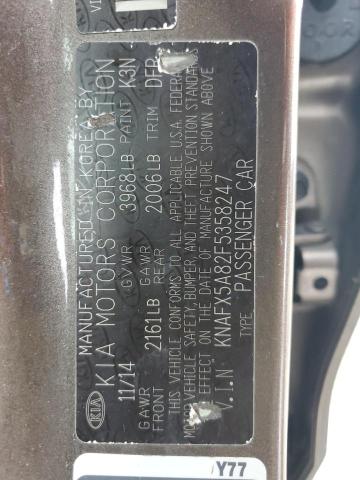 MANUFACTURED IN KOREA BY
KIA MOTORS CORPORATION
KIA
11/14 GVWR 3968LB PAINT K3N
GAWR FRONT 2161LB GAWR REAR 2006LB TRIM DFR
THIS VEHICLE CONFORMS TO ALL APPLICABLE U.S.A. FEDERAL
MOTOR VEHICLE SAFETY, BUMPER, AND THEFT PREVENTION STANDARDS
IN EFFECT ON THE DATE OF MANUFACTURE SHOWN ABOVE
V.I.N KNAFX5A82F5358247
TYPE PASSENGER CAR
Y77